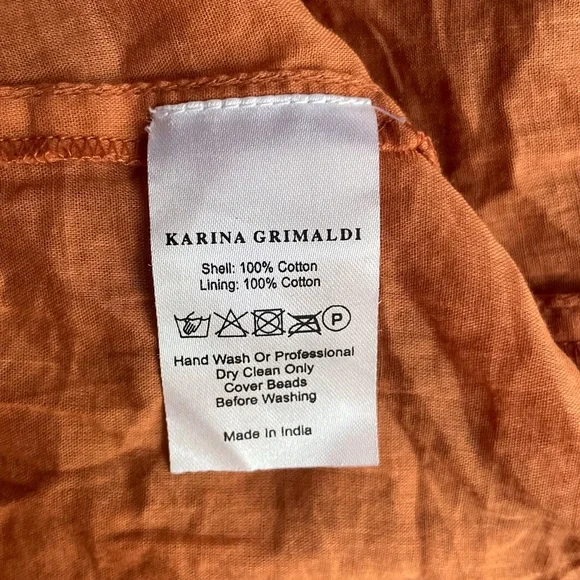 KARINA GRIMALDI
Shell: 100% Cotton
Lining: 100% Cotton
P
Hand Wash Or Professional
Dry Clean Only
Cover Beads
Before Washing
Made in India